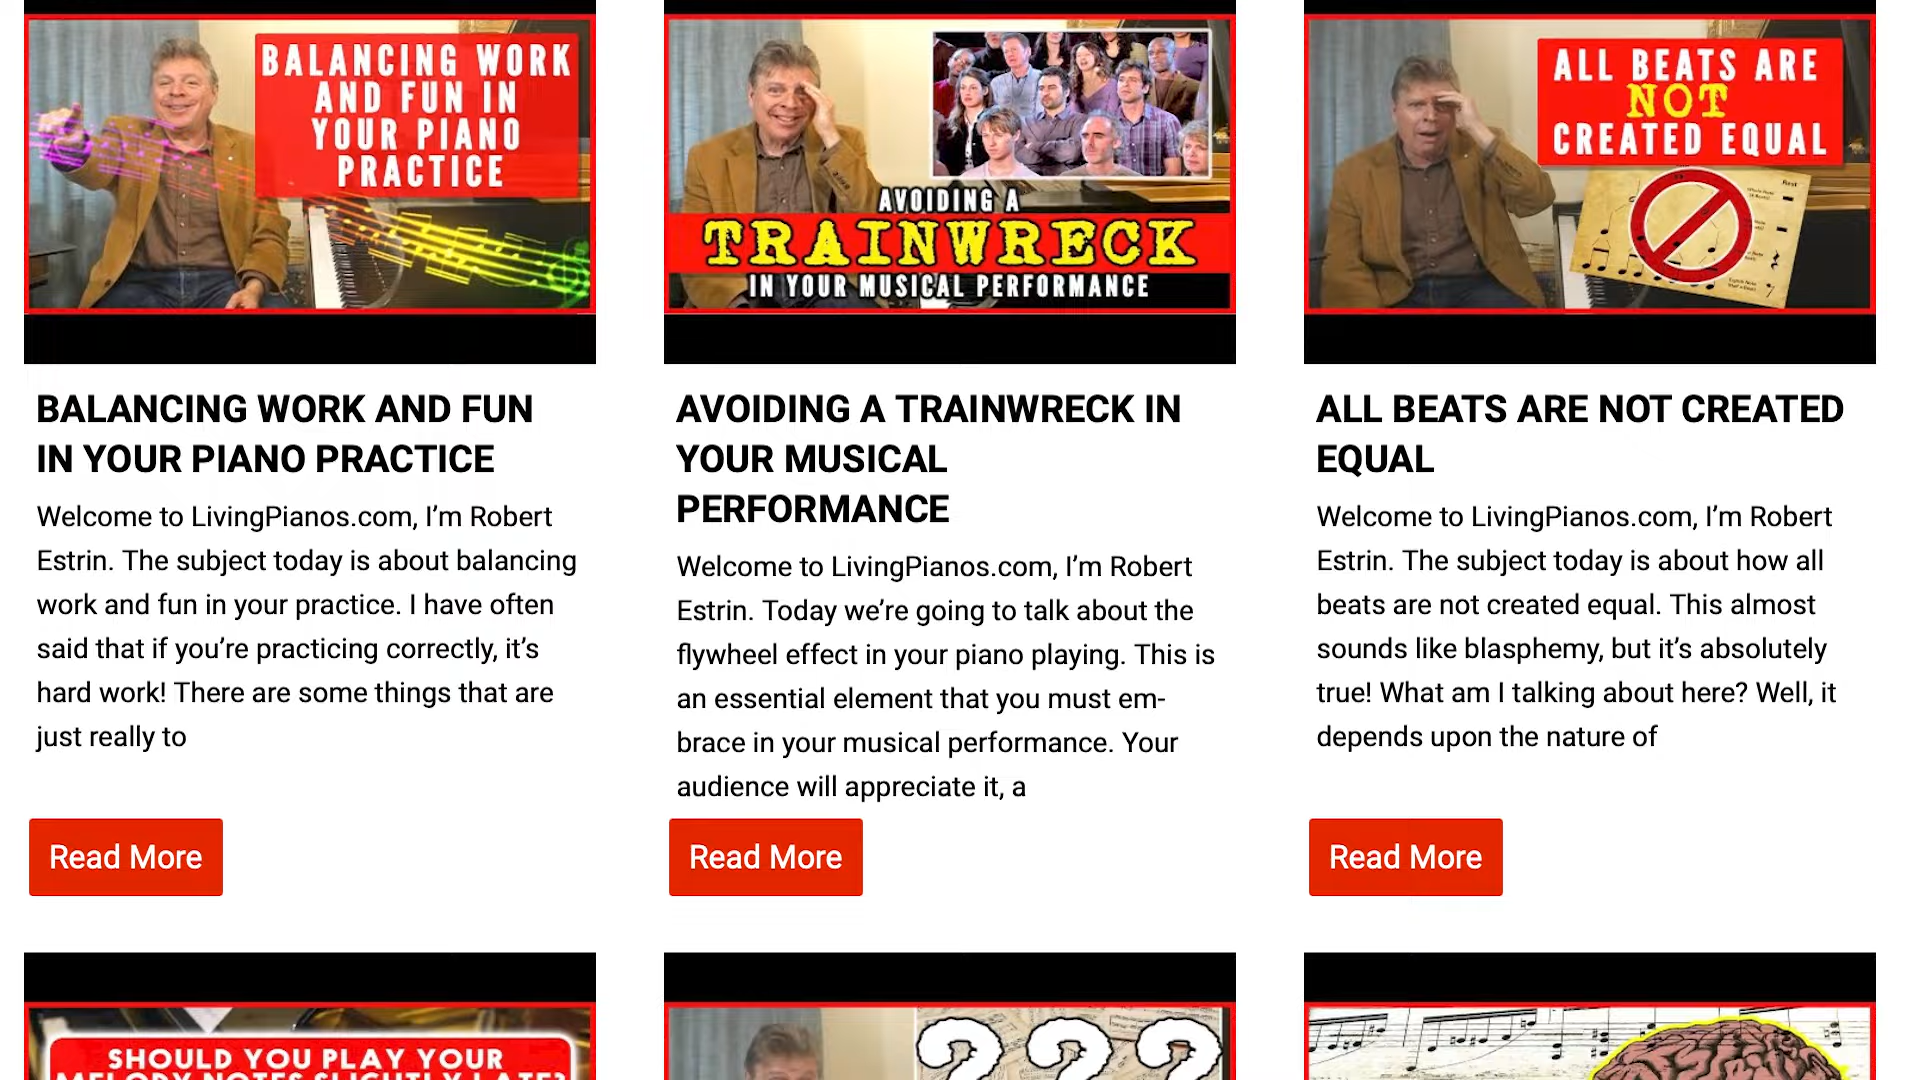 BALANCING WORK
AND FUN IN
YOUR PIANO
PRACTICE
BALANCING WORK AND FUN
IN YOUR PIANO PRACTICE
Welcome to LivingPianos.com, I’m Robert
Estrin. The subject today is about balancing
work and fun in your practice. I have often
said that if you’re practicing correctly, it’s
hard work! There are some things that are
just really to
Read More
AVOIDING A
TRAINWRECK
IN YOUR MUSICAL PERFORMANCE
AVOIDING A TRAINWRECK IN
YOUR MUSICAL
PERFORMANCE
Welcome to LivingPianos.com, I’m Robert
Estrin. Today we’re going to talk about the
flywheel effect in your piano playing. This is
an essential element that you must em-
brace in your musical performance. Your
audience will appreciate it, a
Read More
ALL BEATS ARE
NOT
CREATED EQUAL
Rest
ALL BEATS ARE NOT CREATED
EQUAL
Welcome to LivingPianos.com, I’m Robert
Estrin. The subject today is about how all
beats are not created equal. This almost
sounds like blasphemy, but it’s absolutely
true! What am I talking about here? Well, it
depends upon the nature of
Read More
SHOULD YOU PLAY YOUR
MELODY NOTES SLIGHTLY LATE?
???